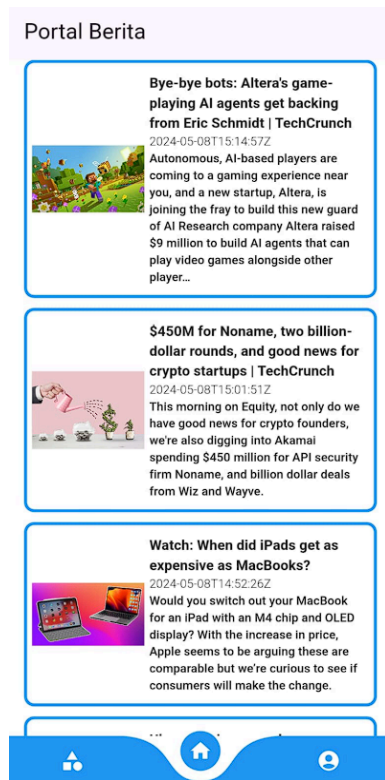 Portal Berita
Bye-bye bots: Altera's game-
playing AI agents get backing
from Eric Schmidt | TechCrunch
2024-05-08T15:14:57Z
Autonomous, AI-based players are
coming to a gaming experience near
you, and a new startup, Altera, is
joining the fray to build this new guard
of AI Research company Altera raised
$9 million to build AI agents that can
play video games alongside other
player…
$450M for Noname, two billion-
dollar rounds, and good news for
crypto startups | TechCrunch
2024-05-08T15:01:51Z
This morning on Equity, not only do we
have good news for crypto founders,
we're also digging into Akamai
spending $450 million for API security
firm Noname, and billion dollar deals
from Wiz and Wayve.
Watch: When did iPads get as
expensive as MacBooks?
2024-05-08T14:52:26Z
Would you switch out your MacBook
for an iPad with an M4 chip and OLED
display? With the increase in price,
Apple seems to be arguing these are
comparable but we're curious to see if
consumers will make the change.